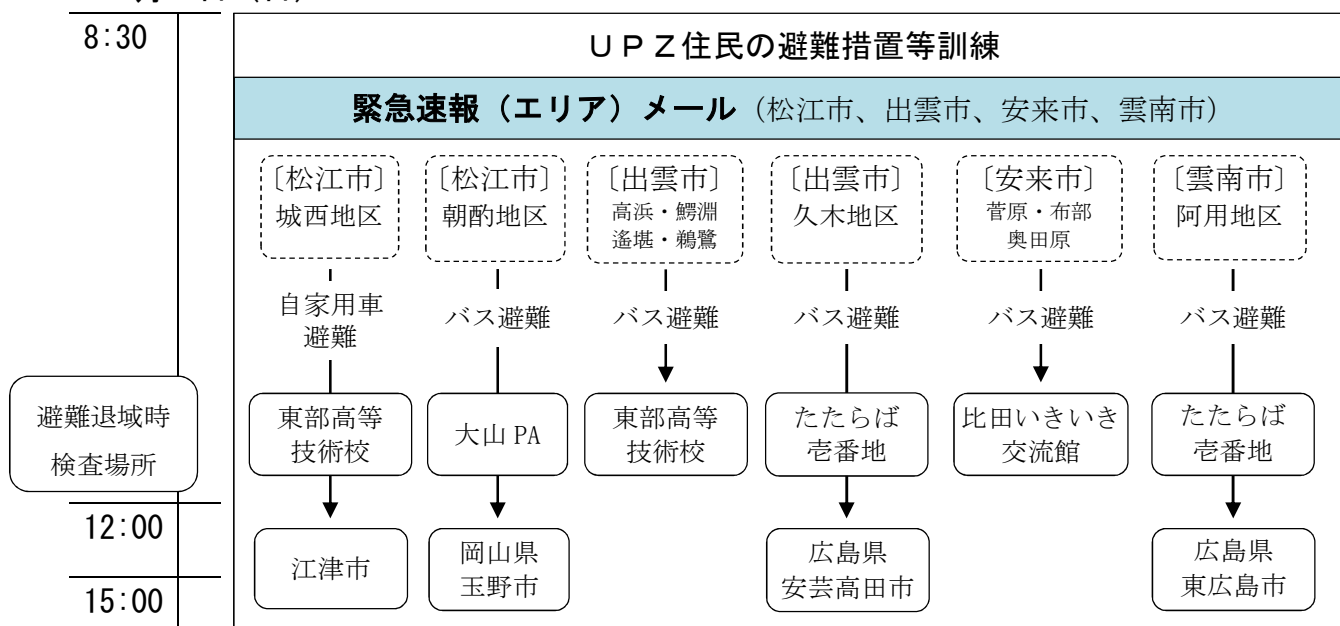 8:30
ＵＰＺ住民の避難措置等訓練
緊急速報（エリア）メール（松江市、出雲市、安来市、雲南市）
〔松江市〕
城西地区
〔松江市〕
朝酌地区
〔出雲市〕
高浜・鰐淵
遙堪・鵜鷺
〔出雲市〕
久木地区
〔安来市〕
菅原・布部
奥田原
〔雲南市〕
阿用地区
自家用車
避難
バス避難
バス避難
バス避難
バス避難
バス避難
避難退域時
検査場所
東部高等
技術校
大山 PA
東部高等
技術校
たたらば
壱番地
比田いきいき
交流館
たたらば
壱番地
12:00
江津市
岡山県
玉野市
広島県
安芸高田市
広島県
東広島市
15:00